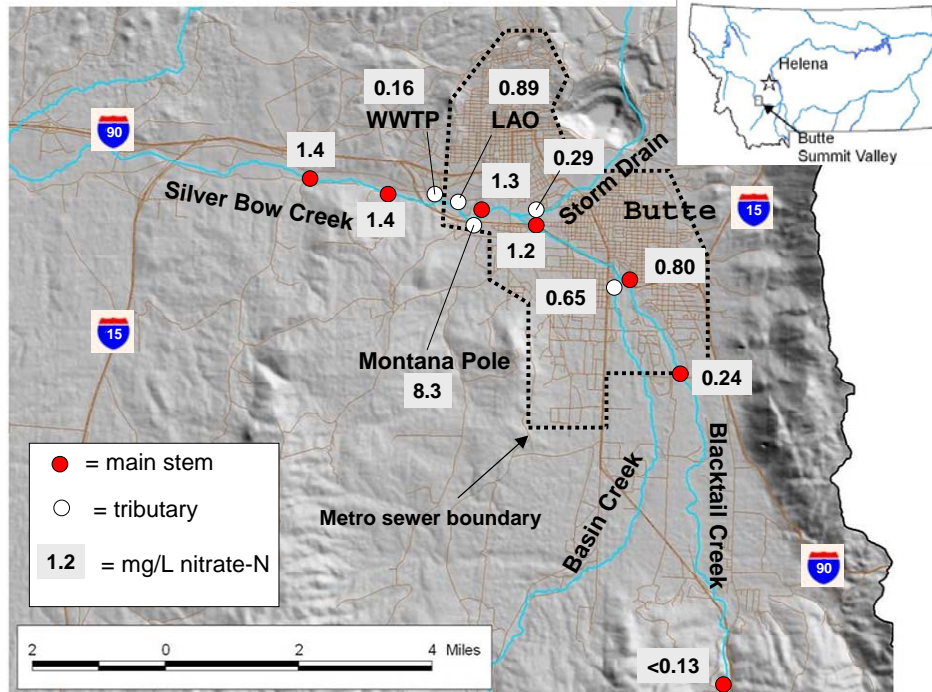 Helena
Butte
Summit Valley
0.16
WWTP
0.89
LAO
90
1.4
1.3
0.29
Storm Drain
Silver Bow Creek
1.4
Butte
15
1.2
0.80
0.65
15
Montana Pole
8.3
0.24
= main stem
= tributary
1.2 = mg/L nitrate-N
Metro sewer boundary
Basin Creek
Blacktail Creek
90
2 0 2 4 Miles
<0.13